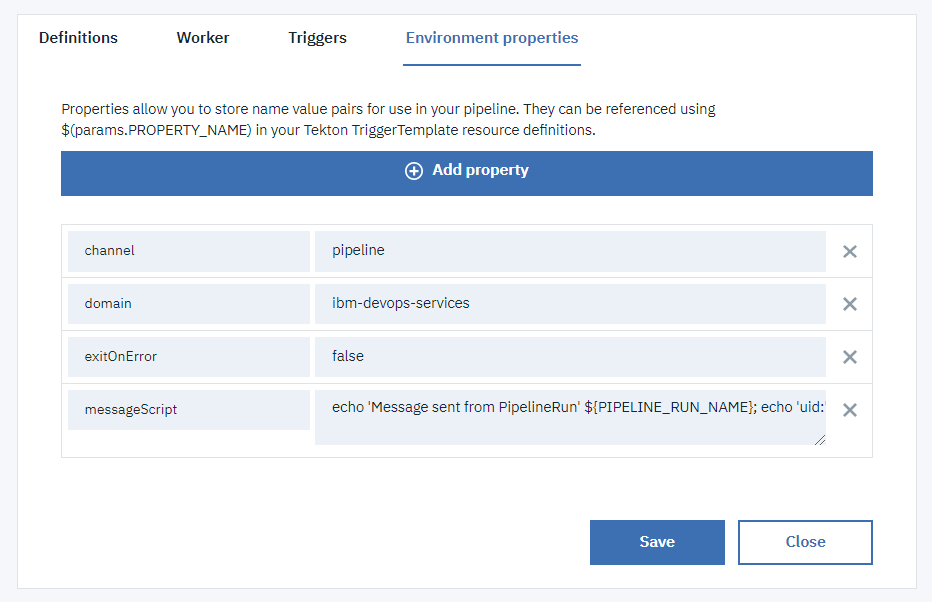 Definitions Worker Triggers Environment properties
Properties allow you to store name value pairs for use in your pipeline. They can be referenced using
$(params.PROPERTY_NAME) in your Tekton TriggerTemplate resource definitions.
Add property
channel pipeline
domain ibm-devops-services
exitOnError false
messageScript echo 'Message sent from PipelineRun' ${PIPELINE_RUN_NAME}; echo 'uid:'
Save Close